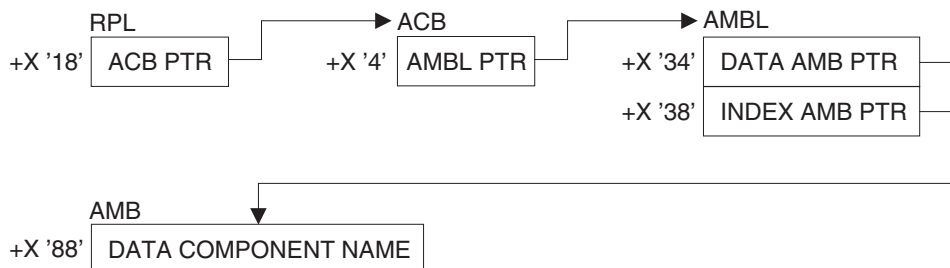 RPL ACB AMBL
+X '18' ACB PTR +X '4' AMBL PTR +X '34' DATA AMB PTR
+X '38' INDEX AMB PTR
AMB
+X '88' DATA COMPONENT NAME